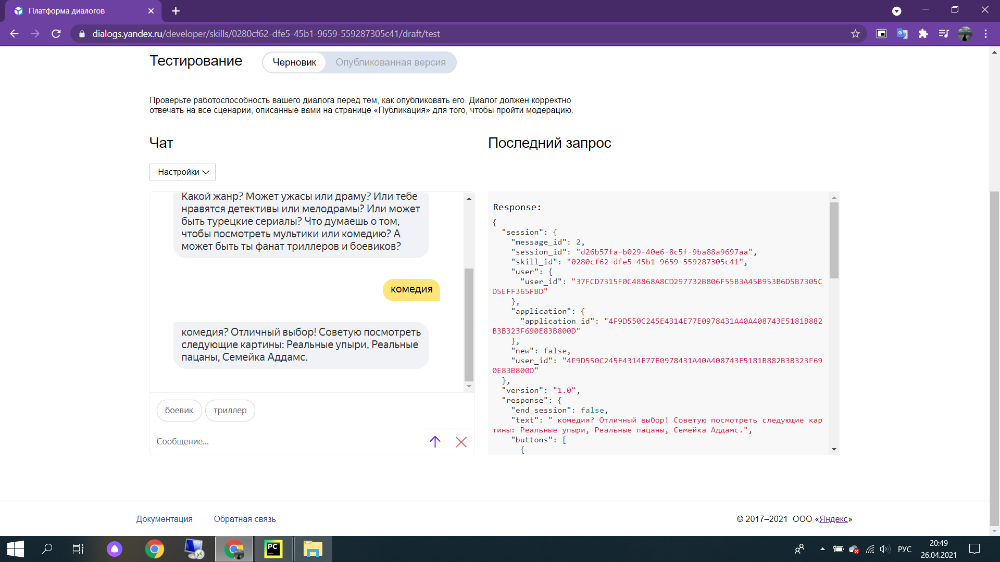 Платформа диалогов
dialogs.yandex.ru/developer/skills/0280cf62-dfe5-45b1-9659-559287305c41/draft/test
Тестирование
Черновик
Опубликованная версия
Проверьте работоспособность вашего диалога перед тем, как опубликовать его. Диалог должен корректно
отвечать на все сценарии, описанные вами на странице «Публикация» для того, чтобы пройти модерацию.
Чат
Настройки
Какой жанр? Может ужасы или драму? Или тебе
нравятся детективы или мелодрамы? Или может
быть турецкие сериалы? Что думаешь о том,
чтобы посмотреть мультики или комедию? А
может быть ты фанат триллеров и боевиков?
комедия
комедия? Отличный выбор! Советую посмотреть
следующие картины: Реальные упыри, Реальные
пацаны, Семейка Аддамс.
боевик
триллер
Сообщение...
Последний запрос
Response:
{
"session": {
"message_id": 2,
"session_id": "d26b57fa-b029-40e6-8c5f-9ba88a9697aa",
"skill_id": "0280cf62-dfe5-45b1-9659-559287305c41",
"user": {
"user_id": "37FCD7315F0C48868A8CD297732B806F55B3A45B953B6D5B7305C
D5EFF365FBD"
},
"application": {
"application_id": "4F9D550C245E4314E77E0978431A40A408743E5181B882
B3B323F690E83B800D"
},
"new": false,
"user_id": "4F9D550C245E4314E77E0978431A40A408743E5181B882B3B323F69
0E83B800D"
},
"version": "1.0",
"response": {
"end_session": false,
"text": " комедия? Отличный выбор! Советую посмотреть следующие кар
тины: Реальные упыри, Реальные пацаны, Семейка Аддамс.",
"buttons": [
{
Документация
Обратная связь
© 2017–2021 ООО «Яндекс»
PC
РУС
20:49
26.04.2021